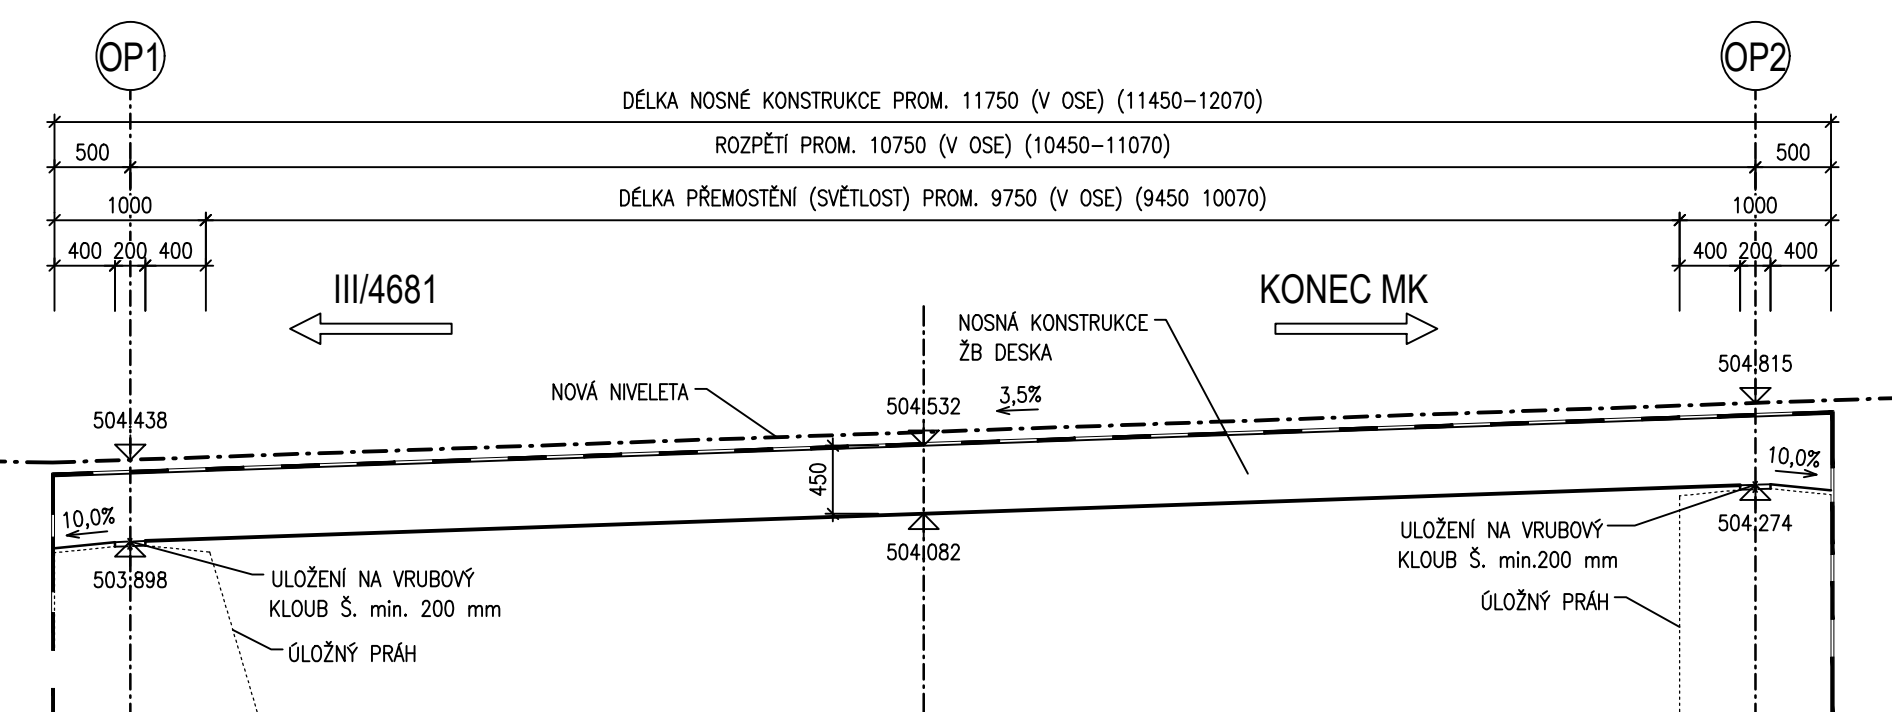 OP1
OP2
DÉLKA NOSNÉ KONSTRUKCE PROM. 11750 (V OSE) (11450-12070)
500
ROZPĚTÍ PROM. 10750 (V OSE) (10450-11070)
500
1000
DÉLKA PŘEMOSTĚNÍ (SVĚTLOST) PROM. 9750 (V OSE) (9450 10070)
1000
400 200 400
400 200 400
III/4681
KONEC MK
NOSNÁ KONSTRUKCE
ŽB DESKA
504.815
NOVÁ NIVELETA
504.438
504.532
3,5%
450
10,0%
10,0%
503.898
504.082
504.274
ULOŽENÍ NA VRUBOVÝ
KLOUB Š. min. 200 mm
ULOŽENÍ NA VRUBOVÝ
KLOUB Š. min.200 mm
ÚLOŽNÝ PRÁH
ÚLOŽNÝ PRÁH